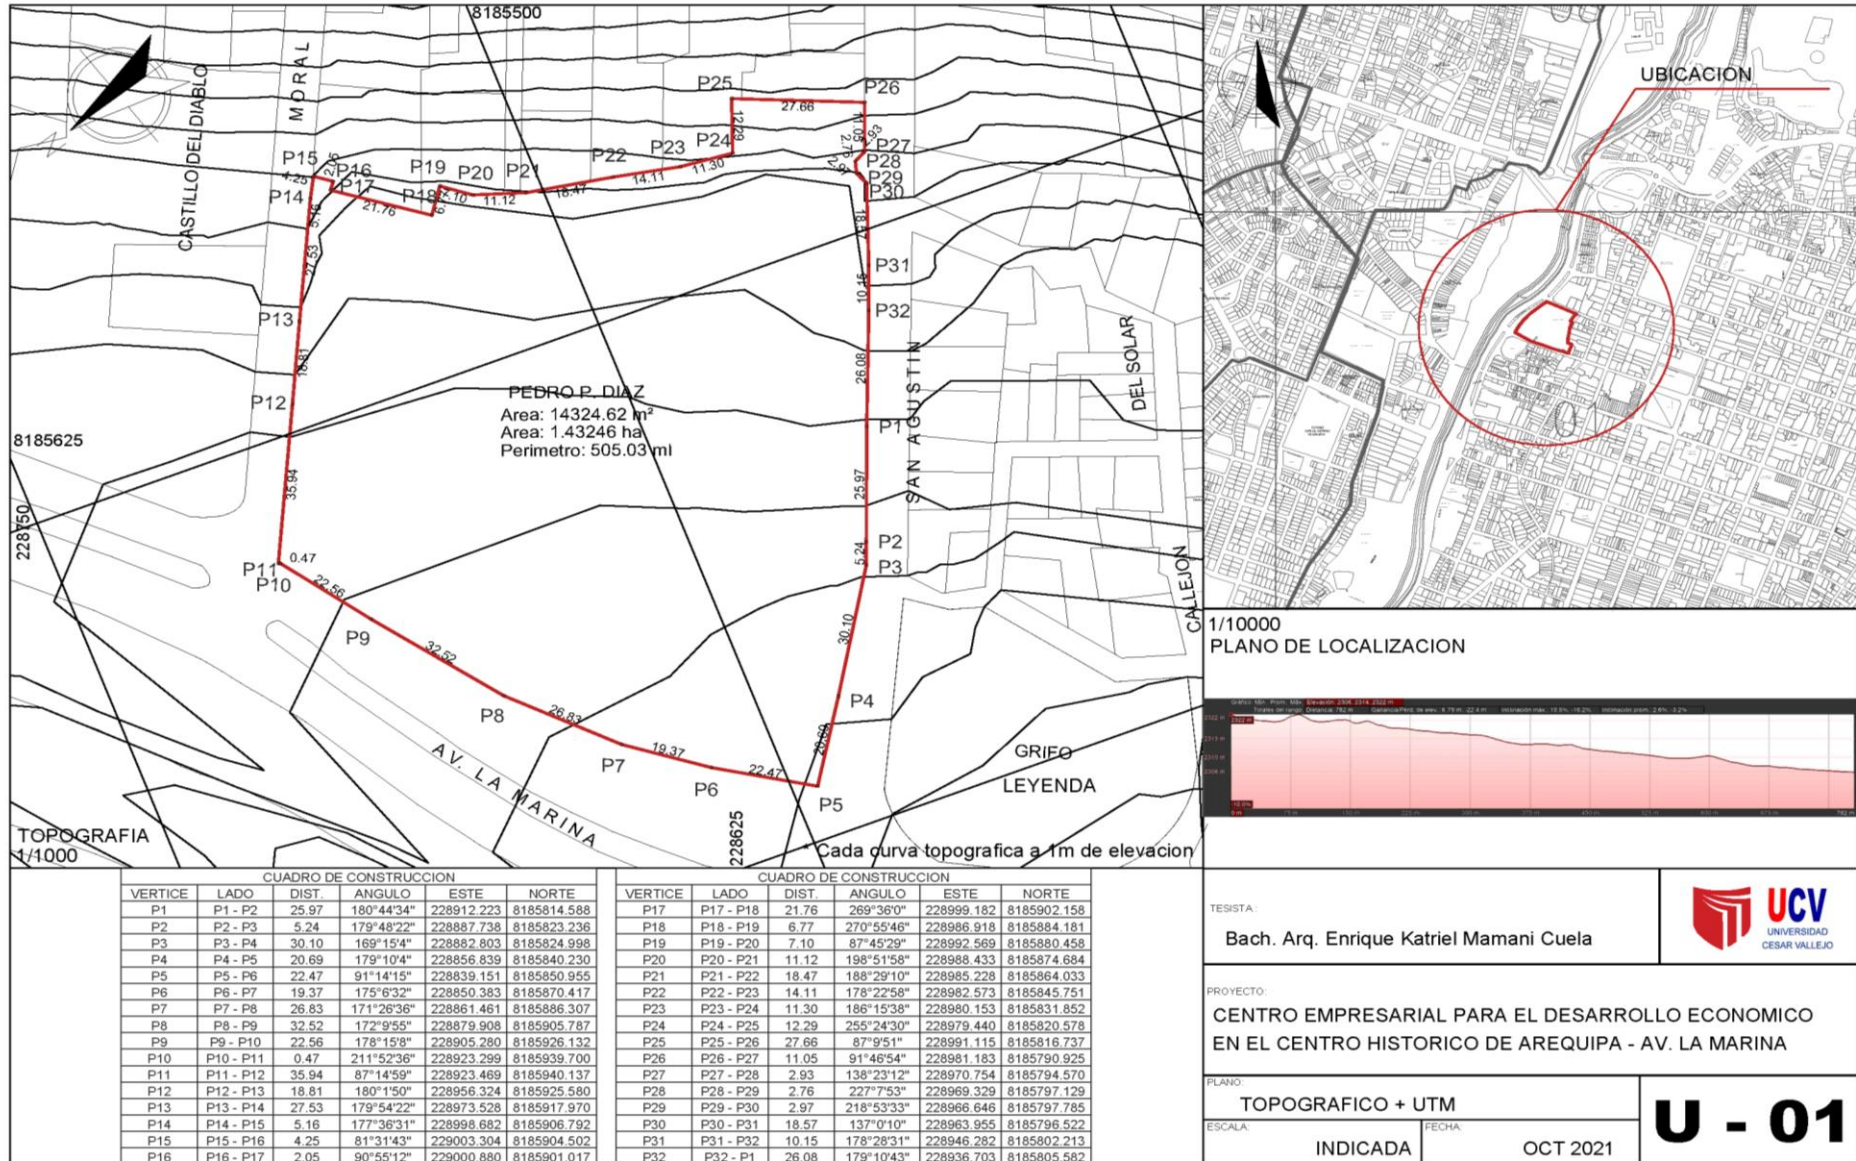 8185500
CASTILLO DEL DIABLO
MORAL
P25
P26
27.66
12.29
11.05
2.93
2.76
2.97
P24
P23
P22
P27
P28
P29
P30
P15
2.05
P16
P19
P20
P21
4.25
P14
P17
P18
7.10
11.12
18.47
14.11
11.30
21.76
5.16
18.57
27.53
P31
10.15
P13
P32
18.81
26.08
SAN AGUSTIN
DEL SOLAR
P12
PEDRO P. DIAZ
Area: 14324.62 m²
Area: 1.43246 ha
Perimetro: 505.03 ml
P1
8185625
35.94
25.97
228750
P2
5.24
P3
P11
0.47
P10
22.56
CALLEJON
30.10
P9
32.52
P4
P8
26.83
20.69
P7
19.37
P6
22.47
P5
AV. LA MARINA
GRIFO
LEYENDA
228625
TOPOGRAFIA
1/1000
* Cada curva topografica a 1m de elevacion
UBICACION
N
1/10000
PLANO DE LOCALIZACION
CUADRO DE CONSTRUCCION
VERTICE LADO DIST. ANGULO ESTE NORTE
P1 P1 - P2 25.97 180°44'34" 228912.223 8185814.588
P2 P2 - P3 5.24 179°48'22" 228887.738 8185823.236
P3 P3 - P4 30.10 169°15'4" 228882.803 8185824.998
P4 P4 - P5 20.69 179°10'4" 228856.839 8185840.230
P5 P5 - P6 22.47 91°14'15" 228839.151 8185850.955
P6 P6 - P7 19.37 175°6'32" 228850.383 8185870.417
P7 P7 - P8 26.83 171°26'36" 228861.461 8185886.307
P8 P8 - P9 32.52 172°9'55" 228879.908 8185905.787
P9 P9 - P10 22.56 178°15'8" 228905.280 8185926.132
P10 P10 - P11 0.47 211°52'36" 228923.299 8185939.700
P11 P11 - P12 35.94 87°14'59" 228923.469 8185940.137
P12 P12 - P13 18.81 180°1'50" 228956.324 8185925.580
P13 P13 - P14 27.53 179°54'22" 228973.528 8185917.970
P14 P14 - P15 5.16 177°36'31" 228998.682 8185906.792
P15 P15 - P16 4.25 81°31'43" 229003.304 8185904.502
P16 P16 - P17 2.05 90°55'12" 229000.880 8185901.017
CUADRO DE CONSTRUCCION
VERTICE LADO DIST. ANGULO ESTE NORTE
P17 P17 - P18 21.76 269°36'0" 228999.182 8185902.158
P18 P18 - P19 6.77 270°55'46" 228986.918 8185884.181
P19 P19 - P20 7.10 87°45'29" 228992.569 8185880.458
P20 P20 - P21 11.12 198°51'58" 228988.433 8185874.684
P21 P21 - P22 18.47 188°29'10" 228985.228 8185864.033
P22 P22 - P23 14.11 178°22'58" 228982.573 8185845.751
P23 P23 - P24 11.30 186°15'38" 228980.153 8185831.852
P24 P24 - P25 12.29 255°24'30" 228979.440 8185820.578
P25 P25 - P26 27.66 87°9'51" 228991.115 8185816.737
P26 P26 - P27 11.05 91°46'54" 228981.183 8185790.925
P27 P27 - P28 2.93 138°23'12" 228970.754 8185794.570
P28 P28 - P29 2.76 227°7'53" 228969.329 8185797.129
P29 P29 - P30 2.97 218°53'33" 228966.646 8185797.785
P30 P30 - P31 18.57 137°0'10" 228963.955 8185796.522
P31 P31 - P32 10.15 178°28'31" 228946.282 8185802.213
P32 P32 - P1 26.08 179°10'43" 228936.703 8185805.582
TESISTA:
Bach. Arq. Enrique Katriel Mamani Cuela
UCV
UNIVERSIDAD
CESAR VALLEJO
PROYECTO:
CENTRO EMPRESARIAL PARA EL DESARROLLO ECONOMICO
EN EL CENTRO HISTORICO DE AREQUIPA - AV. LA MARINA
PLANO:
TOPOGRAFICO + UTM
ESCALA:
INDICADA
FECHA:
OCT 2021
U - 01